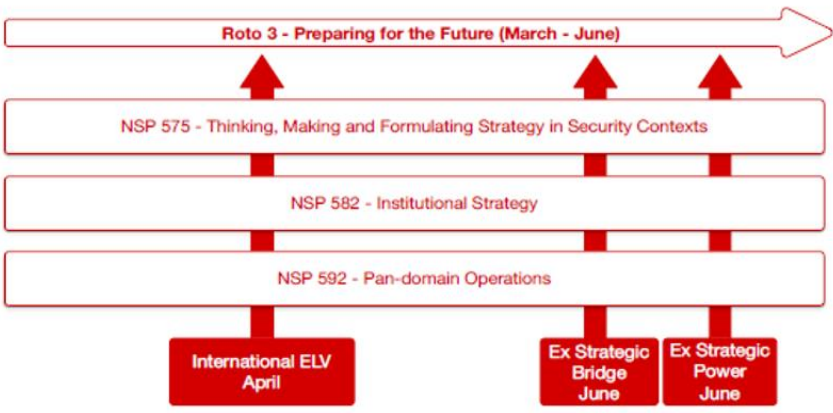 Roto 3 - Preparing for the Future (March - June)
NSP 575 - Thinking, Making and Formulating Strategy in Security Contexts
NSP 582 - Institutional Strategy
NSP 592 - Pan-domain Operations
International ELV
April
Ex Strategic
Bridge
June
Ex Strategic
Power
June